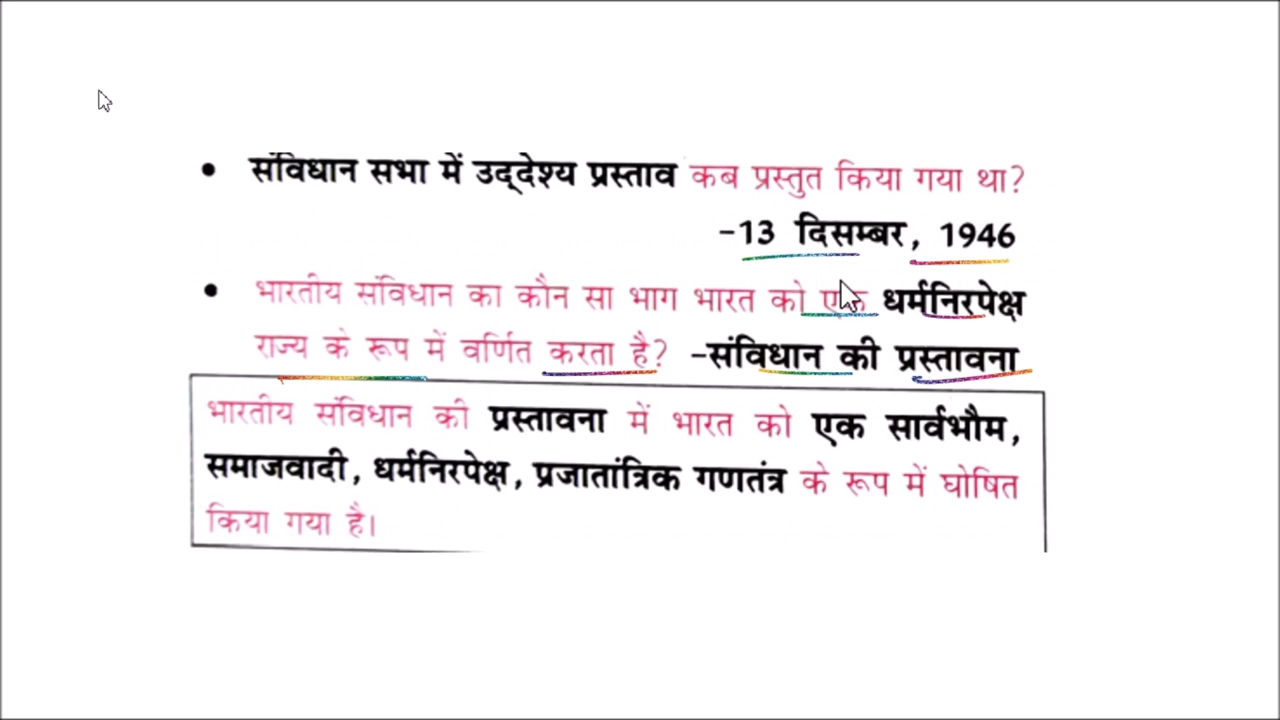 • संविधान सभा में उद्देश्य प्रस्ताव कब प्रस्तुत किया गया था?
-13 दिसम्बर, 1946
• भारतीय संविधान का कौन सा भाग भारत को एक धर्मनिरपेक्ष
राज्य के रूप में वर्णित करता है? -संविधान की प्रस्तावना
भारतीय संविधान की प्रस्तावना में भारत को एक सार्वभौम,
समाजवादी, धर्मनिरपेक्ष, प्रजातांत्रिक गणतंत्र के रूप में घोषित
किया गया है।